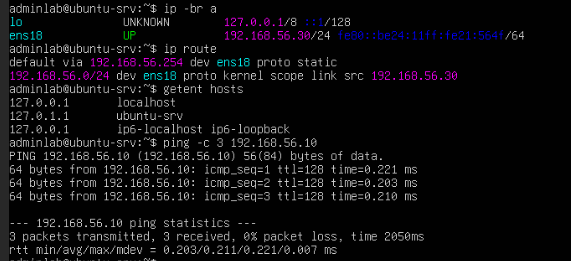 adminlab@ubuntu-srv:~$ ip -br a
lo UNKNOWN 127.0.0.1/8 ::1/128
ens18 UP 192.168.56.30/24 fe80::be24:11ff:fe21:564f/64
adminlab@ubuntu-srv:~$ ip route
default via 192.168.56.254 dev ens18 proto static
192.168.56.0/24 dev ens18 proto kernel scope link src 192.168.56.30
adminlab@ubuntu-srv:~$ getent hosts
127.0.0.1 localhost
127.0.1.1 ubuntu-srv
127.0.0.1 ip6-localhost ip6-loopback
adminlab@ubuntu-srv:~$ ping -c 3 192.168.56.10
PING 192.168.56.10 (192.168.56.10) 56(84) bytes of data.
64 bytes from 192.168.56.10: icmp_seq=1 ttl=128 time=0.221 ms
64 bytes from 192.168.56.10: icmp_seq=2 ttl=128 time=0.203 ms
64 bytes from 192.168.56.10: icmp_seq=3 ttl=128 time=0.210 ms
--- 192.168.56.10 ping statistics ---
3 packets transmitted, 3 received, 0% packet loss, time 2050ms
rtt min/avg/max/mdev = 0.203/0.211/0.221/0.007 ms